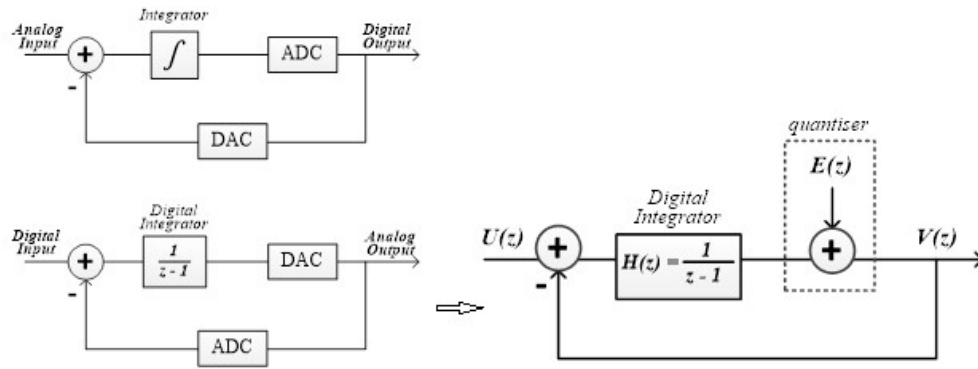 Integrator
Analog
Input
+
-
∫
ADC
Digital
Output
DAC
Digital
Integrator
Digital
Input
+
-
1
z - 1
DAC
Analog
Output
ADC
quantiser
E(z)
Digital
Integrator
U(z)
+
-
H(z) = 1
z - 1
+
V(z)